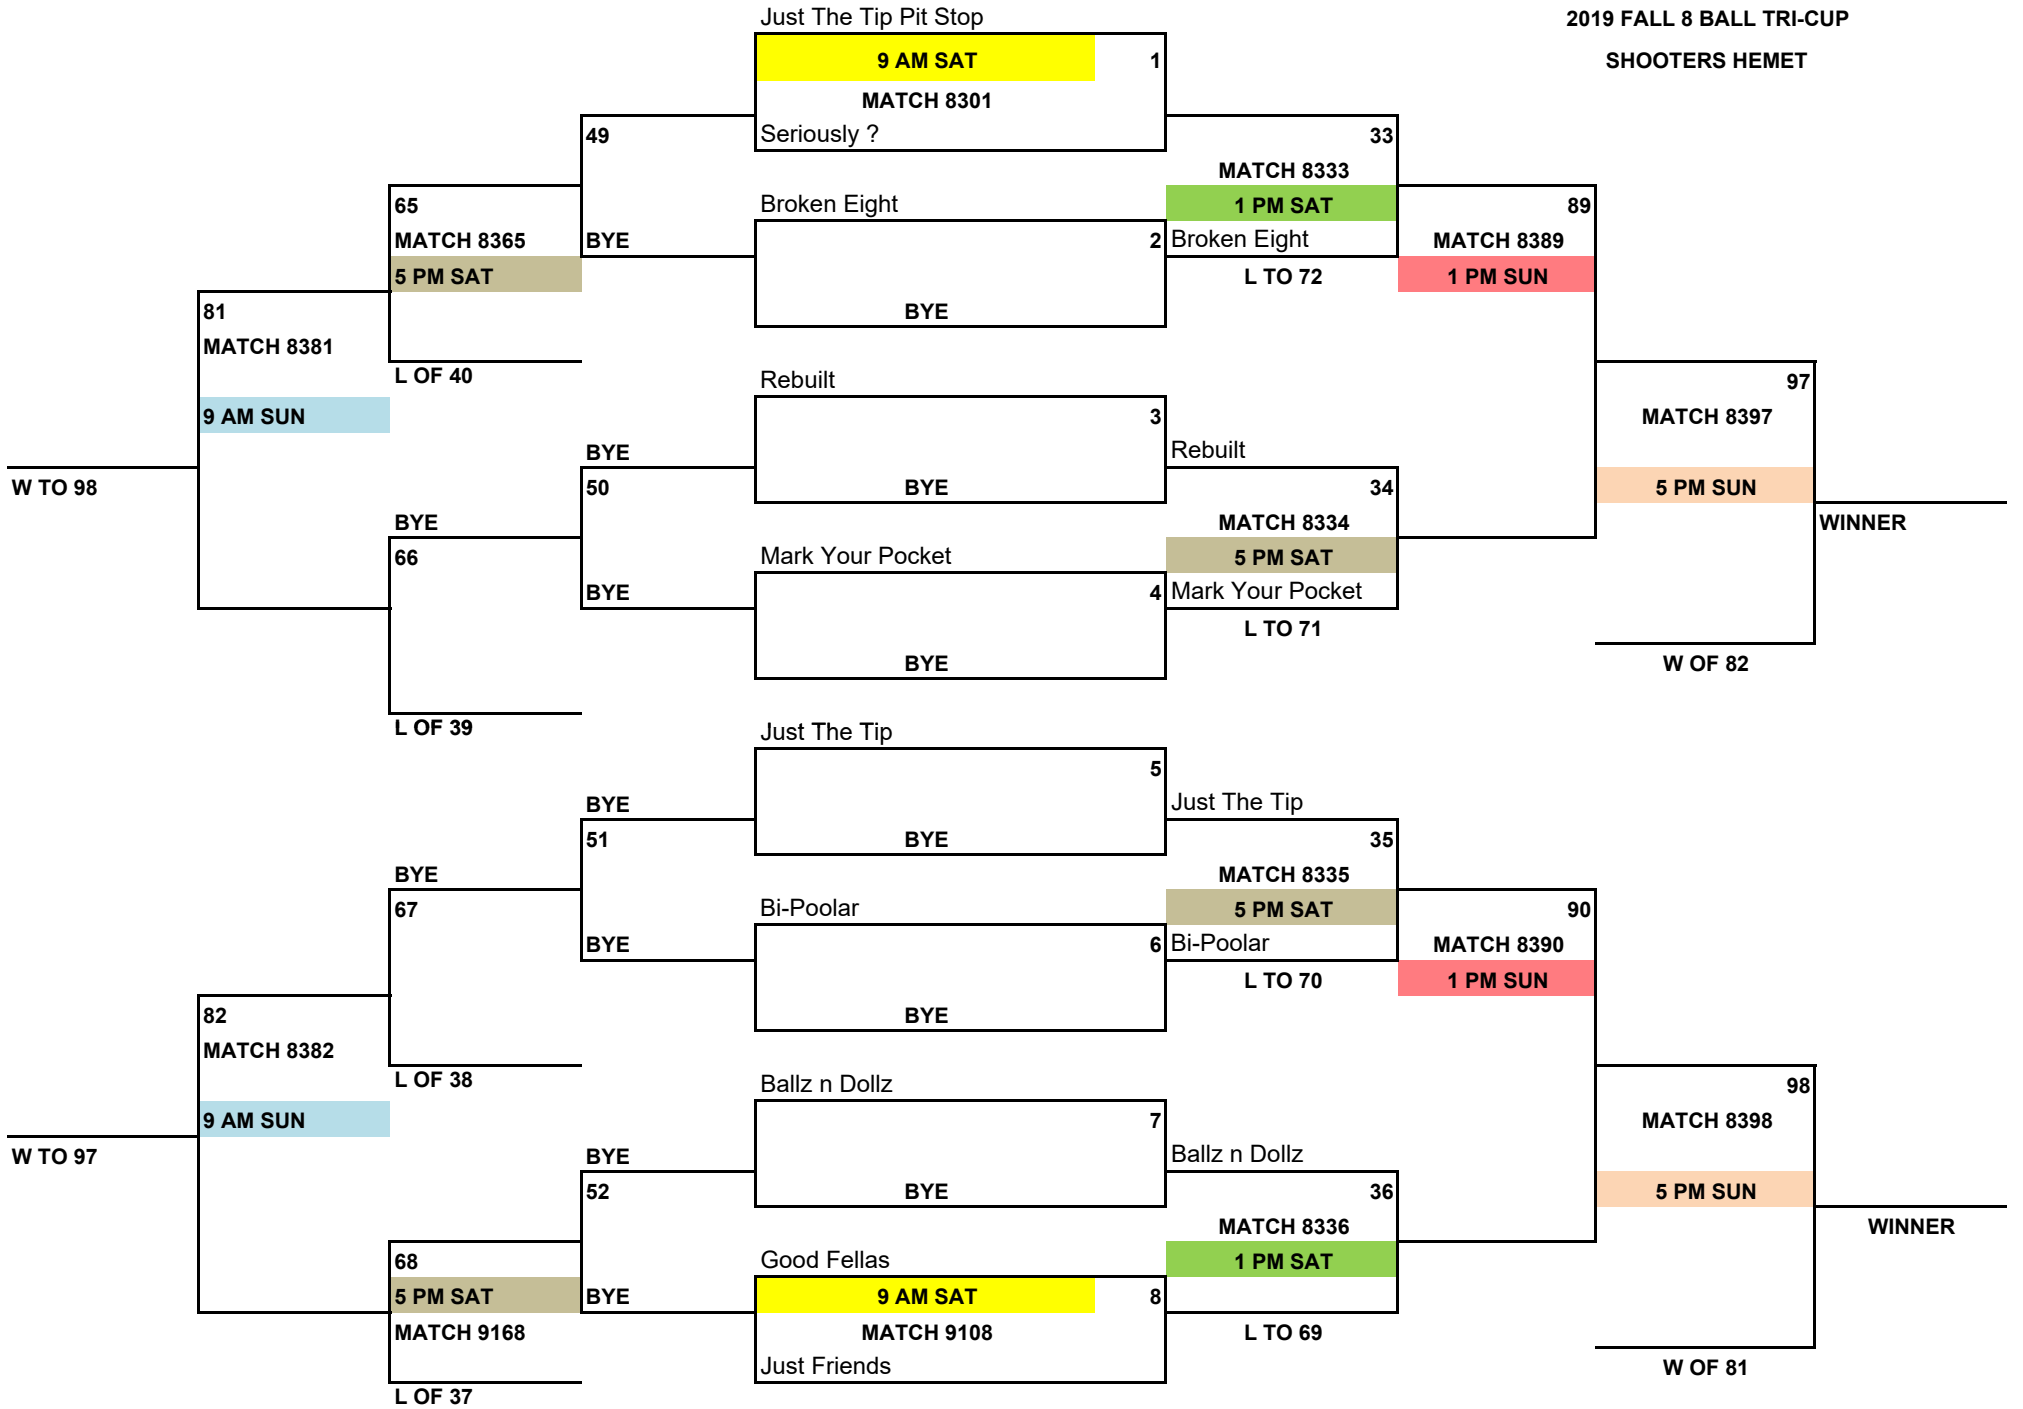 Just The Tip Pit Stop
2019 FALL 8 BALL TRI-CUP
9 AM SAT
1
SHOOTERS HEMET
MATCH 8301
49
Seriously ?
33
MATCH 8333
65
Broken Eight
1 PM SAT
89
MATCH 8365
BYE
2
Broken Eight
MATCH 8389
5 PM SAT
L TO 72
1 PM SUN
81
BYE
MATCH 8381
L OF 40
Rebuilt
97
9 AM SUN
3
MATCH 8397
BYE
Rebuilt
W TO 98
50
BYE
34
5 PM SUN
BYE
MATCH 8334
WINNER
66
Mark Your Pocket
5 PM SAT
BYE
4
Mark Your Pocket
L TO 71
BYE
W OF 82
L OF 39
Just The Tip
5
BYE
Just The Tip
51
BYE
35
BYE
MATCH 8335
67
Bi-Poolar
5 PM SAT
90
BYE
6
Bi-Poolar
MATCH 8390
L TO 70
1 PM SUN
82
BYE
MATCH 8382
L OF 38
Ballz n Dollz
98
9 AM SUN
7
MATCH 8398
W TO 97
BYE
Ballz n Dollz
52
BYE
36
5 PM SUN
MATCH 8336
WINNER
68
Good Fellas
1 PM SAT
5 PM SAT
BYE
9 AM SAT
8
MATCH 9168
MATCH 9108
L TO 69
Just Friends
W OF 81
L OF 37